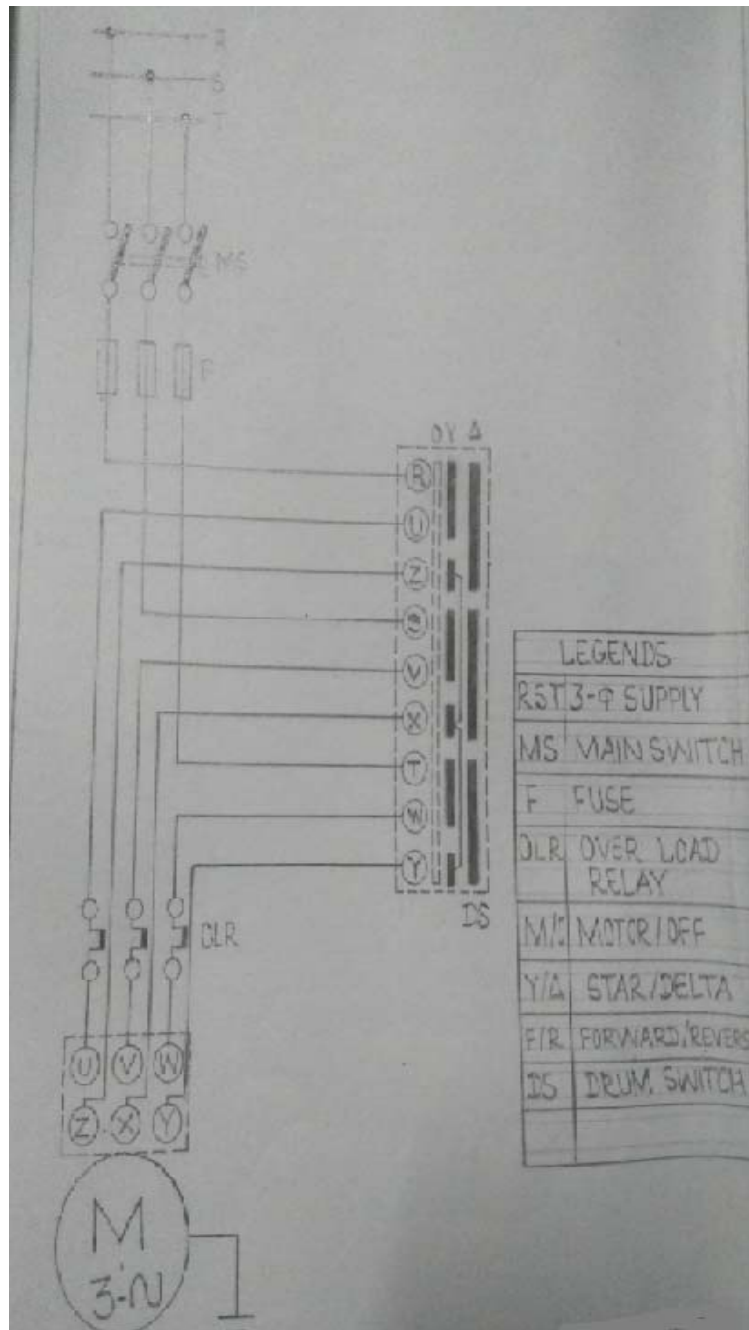 R
S
T
MS
F
O Y Δ
R
U
Z
S
V
X
T
W
Y
DS
OLR
U V W
Z X Y
M
3-∿
LEGENDS
RST 3-Φ SUPPLY
MS MAIN SWITCH
F FUSE
OLR OVER LOAD
RELAY
M/O MOTOR/OFF
Y/Δ STAR/DELTA
F/R FORWARD/REVERS
DS DRUM SWITCH